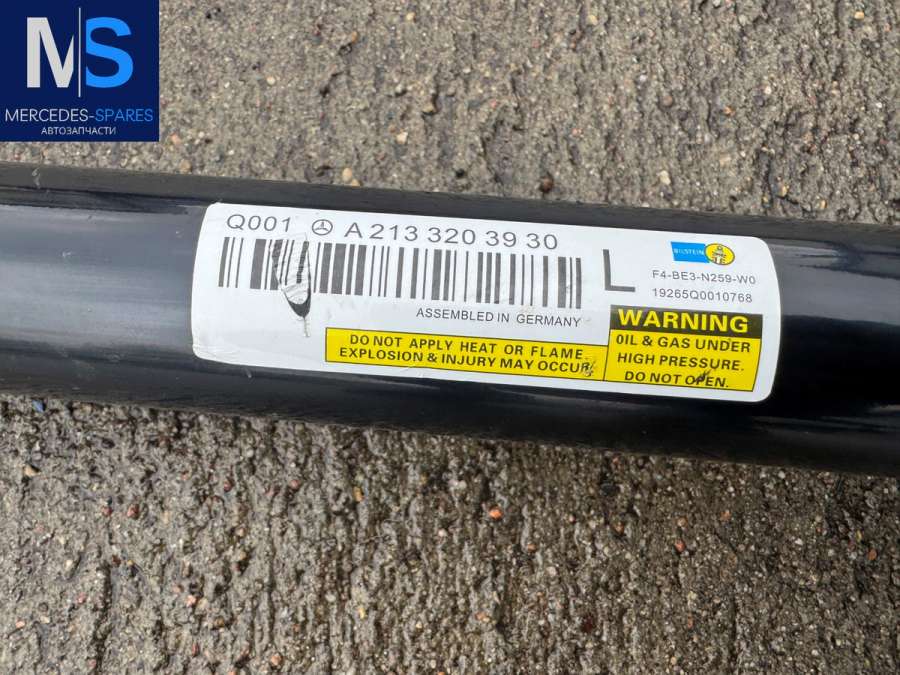 MS
MERCEDES-SPARES
АВТОЗАПЧАСТИ
Q001 A 213 320 39 30
ASSEMBLED IN GERMANY
L
BILSTEIN
F4-BE3-N259-W0
19265Q0010768
DO NOT APPLY HEAT OR FLAME.
EXPLOSION & INJURY MAY OCCUR.
WARNING
OIL & GAS UNDER
HIGH PRESSURE.
DO NOT OPEN.